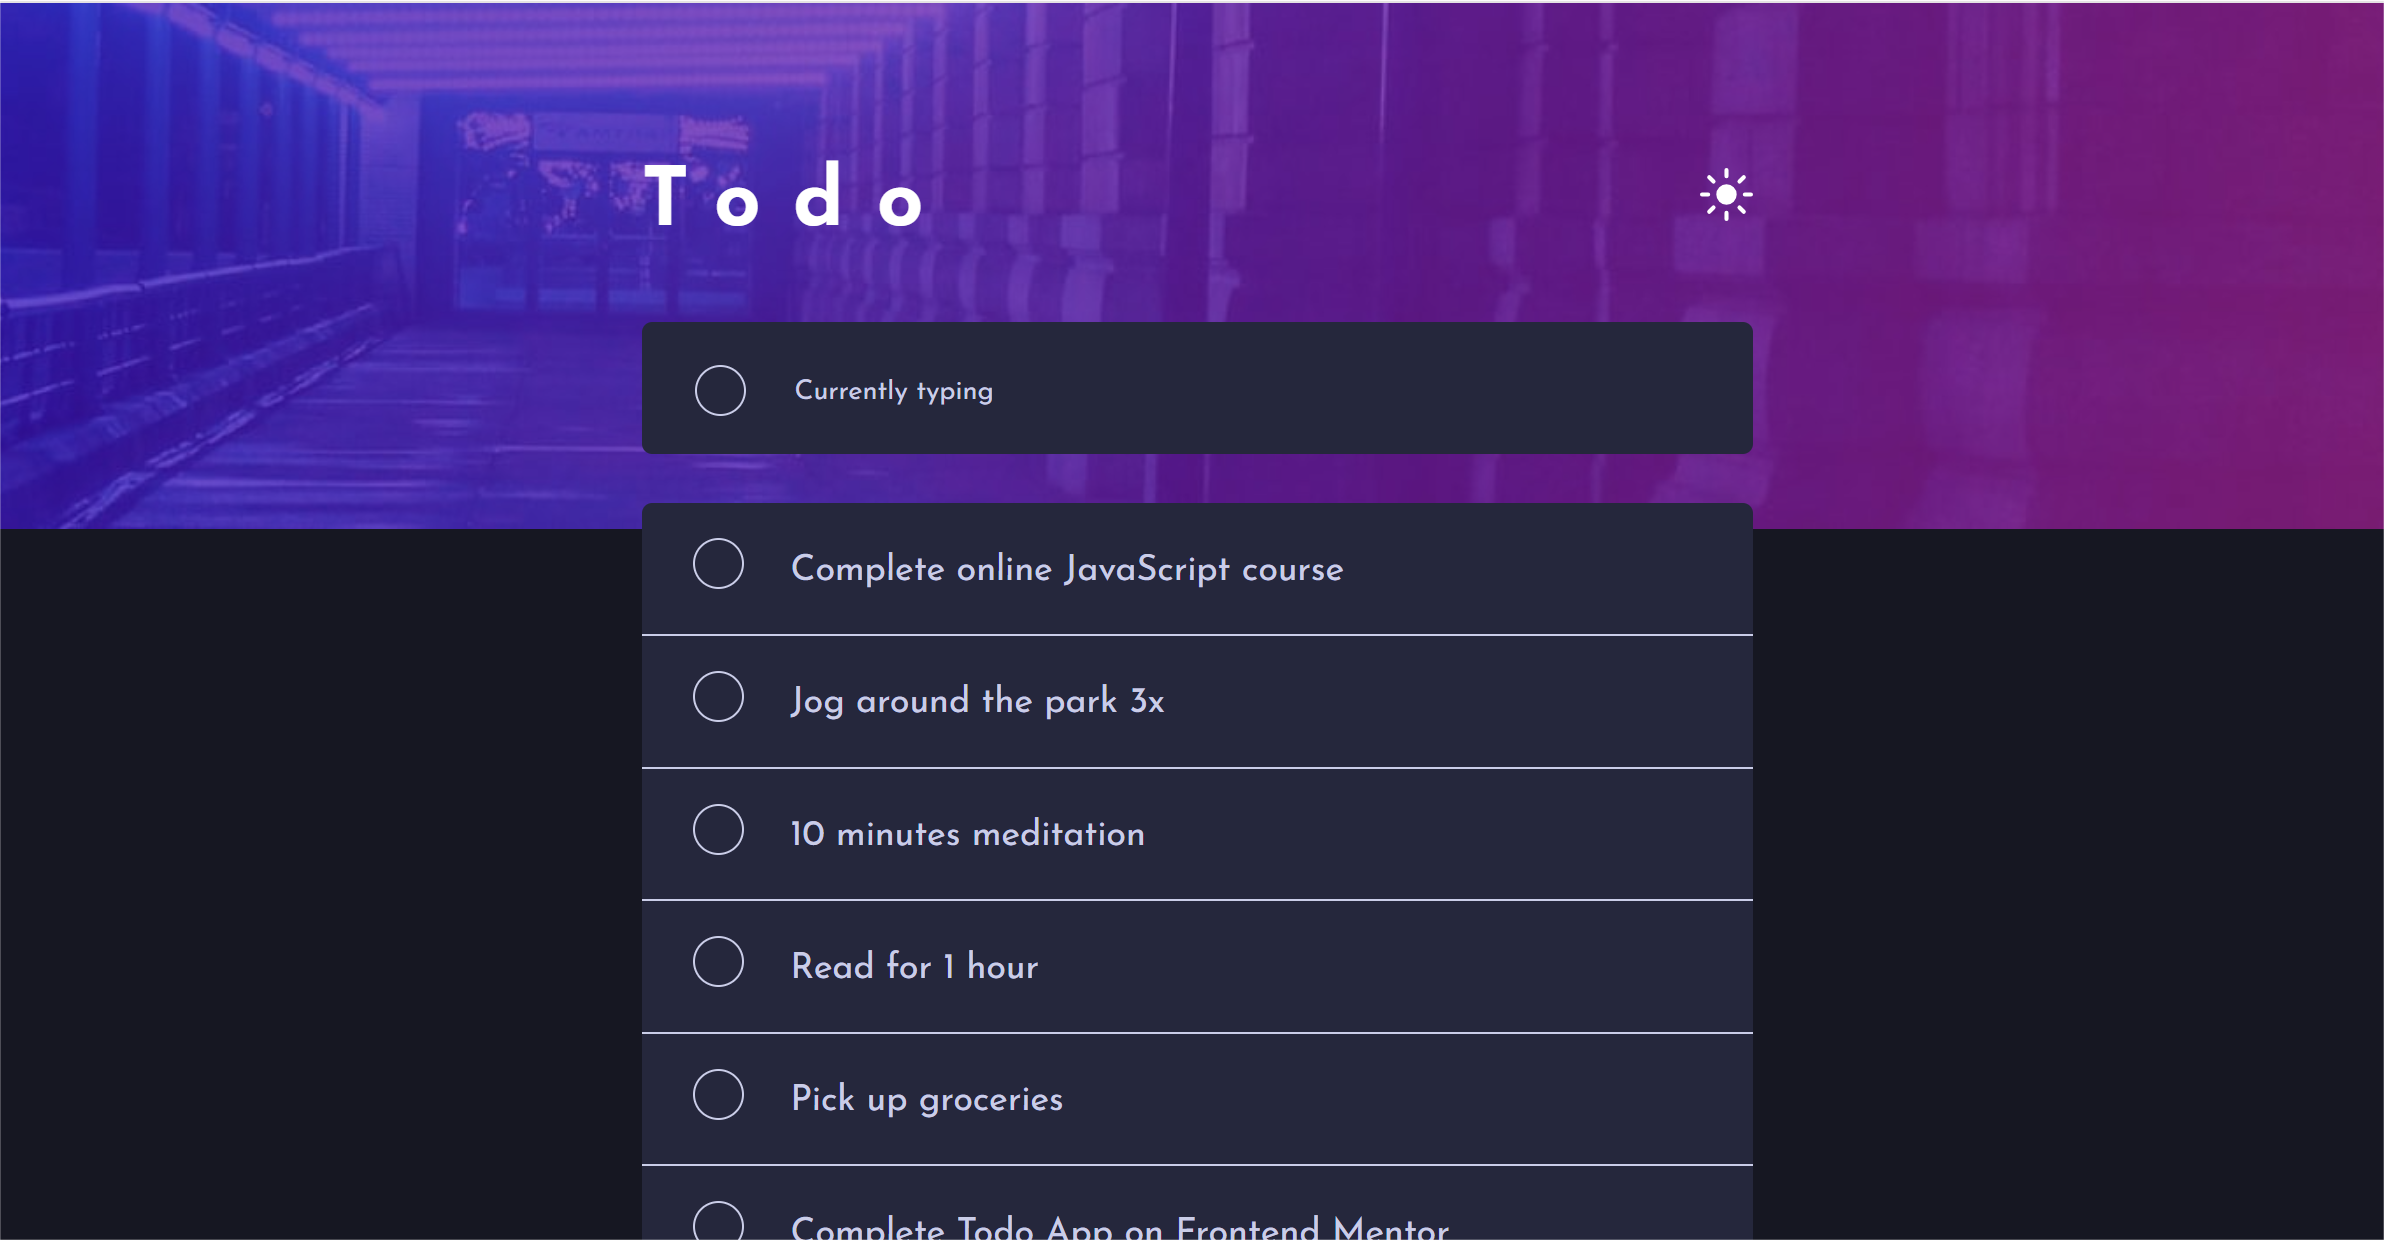 Todo
Currently typing
Complete online JavaScript course
Jog around the park 3x
10 minutes meditation
Read for 1 hour
Pick up groceries
Complete Todo App on Frontend Mentor